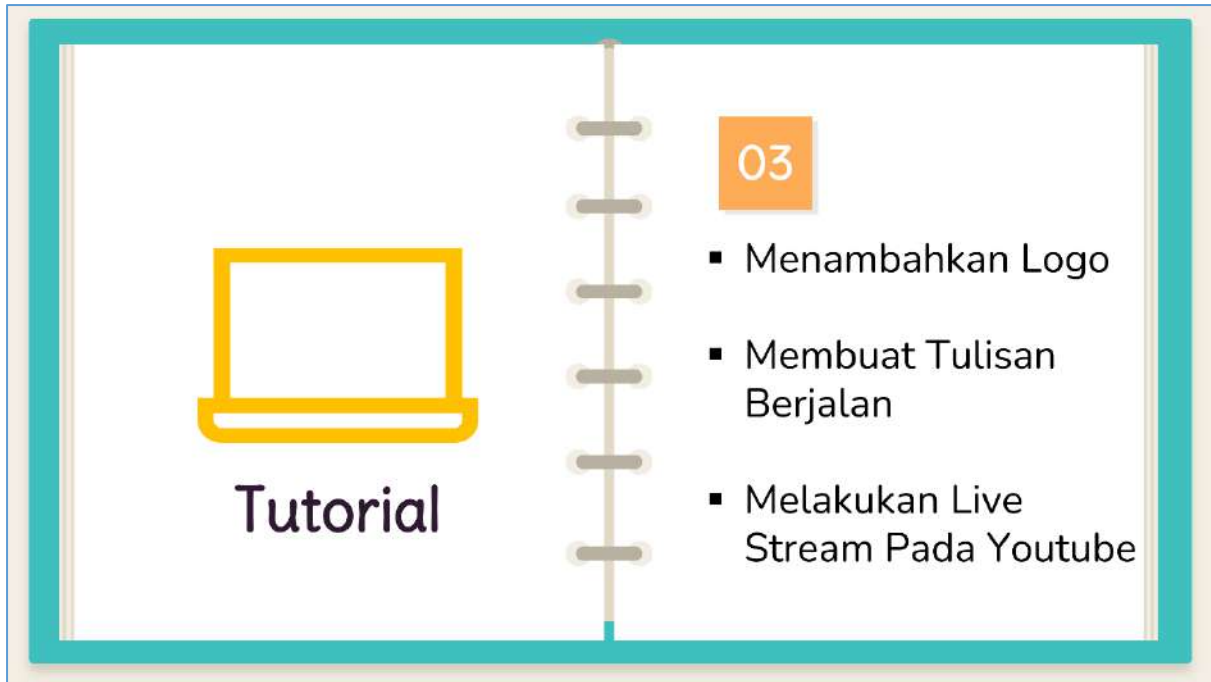 Tutorial
03
▪ Menambahkan Logo
▪ Membuat Tulisan
Berjalan
▪ Melakukan Live
Stream Pada Youtube